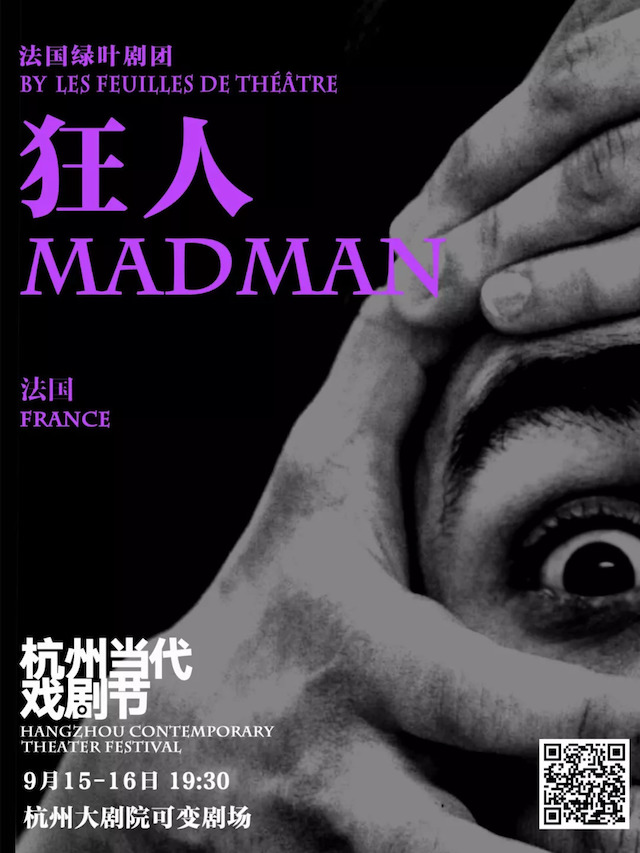 法国绿叶剧团
BY LES FEUILLES DE THÉÂTRE
狂人
MADMAN
法国
FRANCE
杭州当代
戏剧节
HANGZHOU CONTEMPORARY
THEATER FESTIVAL
9月15-16日 19:30
杭州大剧院可变剧场